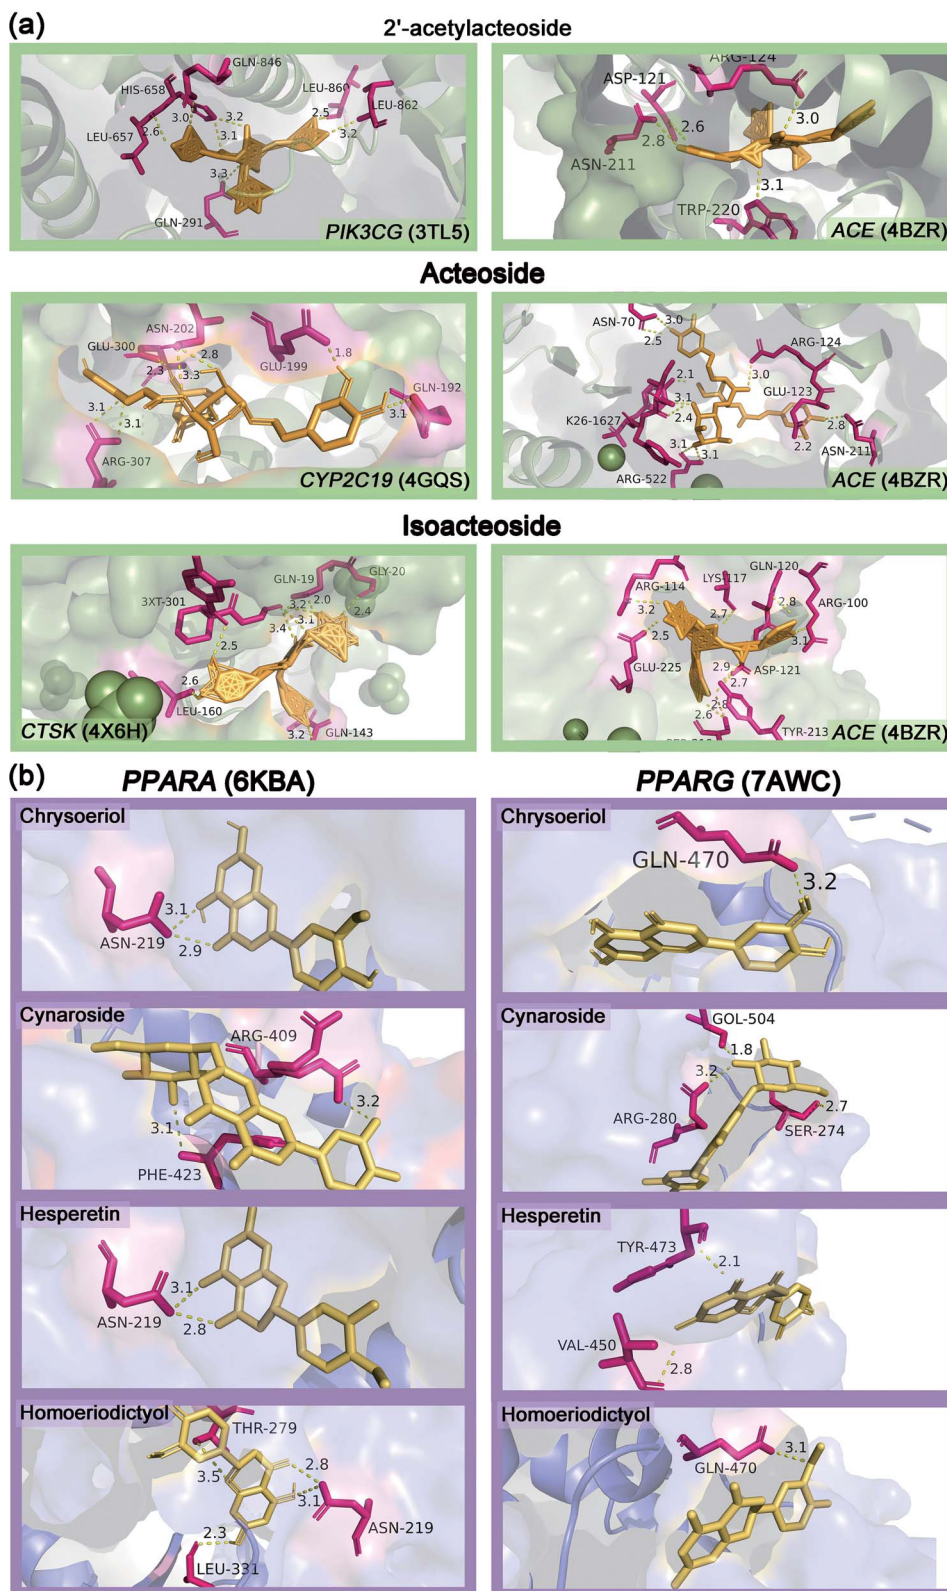 (a)
2'-acetylacteoside
GLN-846
HIS-658
LEU-860
LEU-862
LEU-657
2.6
3.0
3.2
3.1
2.5
3.2
3.3
GLN-291
PIK3CG (3TL5)
ARG-124
ASP-121
3.0
2.6
2.8
ASN-211
3.1
TRP-220
ACE (4BZR)
Acteoside
ASN-202
GLU-300
2.8
2.3
3.3
GLU-199
1.8
GLN-192
3.1
3.1
3.1
ARG-307
CYP2C19 (4GQS)
ASN-70
3.0
2.5
ARG-124
2.1
3.0
3.1
GLU-123
K26-1627
2.4
2.8
3.1
3.1
2.2
ASN-211
ARG-522
ACE (4BZR)
Isoacteoside
GLN-19
GLY-20
3XT-301
3.2
2.0
2.4
3.4
3.1
2.5
2.6
LEU-160
3.2
GLN-143
CTSK (4X6H)
GLN-120
LYS-117
ARG-114
3.2
2.7
2.8
ARG-100
2.5
3.1
GLU-225
2.9
ASP-121
2.7
2.8
2.6
TYR-213
ACE (4BZR)
(b)
PPARA (6KBA)
PPARG (7AWC)
Chrysoeriol
3.1
ASN-219
2.9
Chrysoeriol
GLN-470
3.2
Cynaroside
ARG-409
3.2
3.1
PHE-423
Cynaroside
GOL-504
1.8
3.2
ARG-280
2.7
SER-274
Hesperetin
3.1
ASN-219
2.8
Hesperetin
TYR-473
2.1
VAL-450
2.8
Homoeriodictyol
THR-279
2.8
3.5
3.1
ASN-219
2.3
LEU-331
Homoeriodictyol
3.1
GLN-470